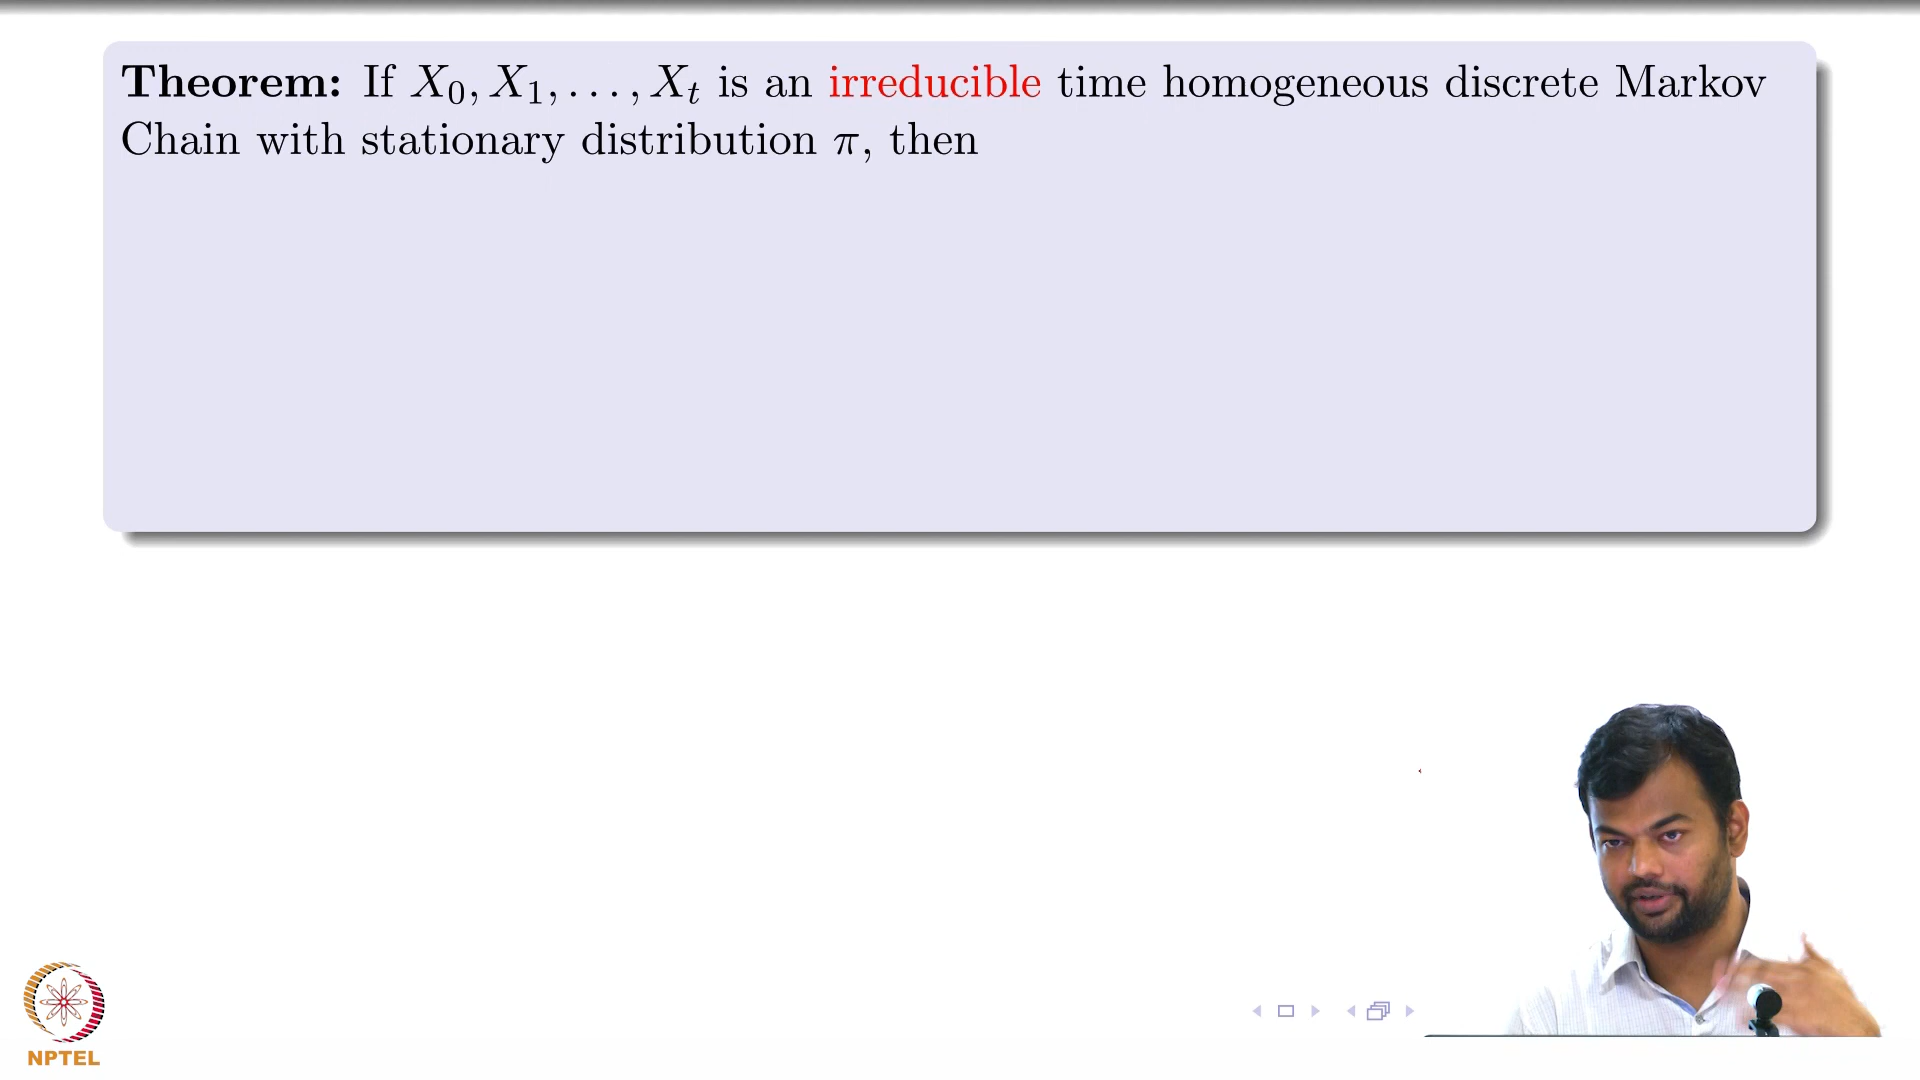 Theorem: If X₀, X₁, . . . , Xₜ is an irreducible time homogeneous discrete Markov
Chain with stationary distribution π, then
NPTEL